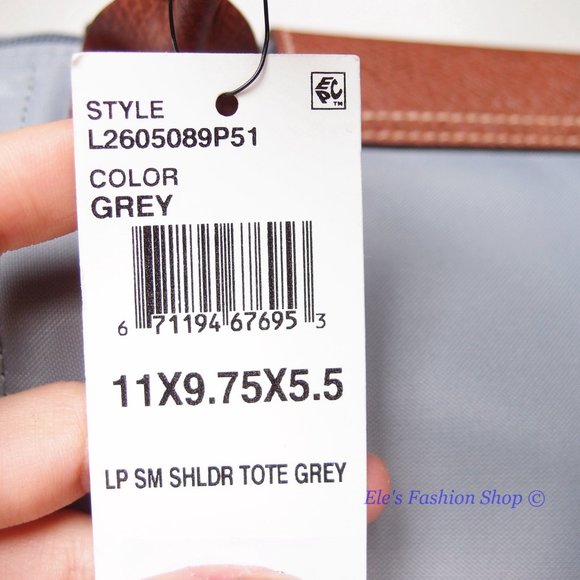 EPC™
STYLE
L2605089P51
COLOR
GREY
6 71194 67695 3
11X9.75X5.5
LP SM SHLDR TOTE GREY
Ele's Fashion Shop ©